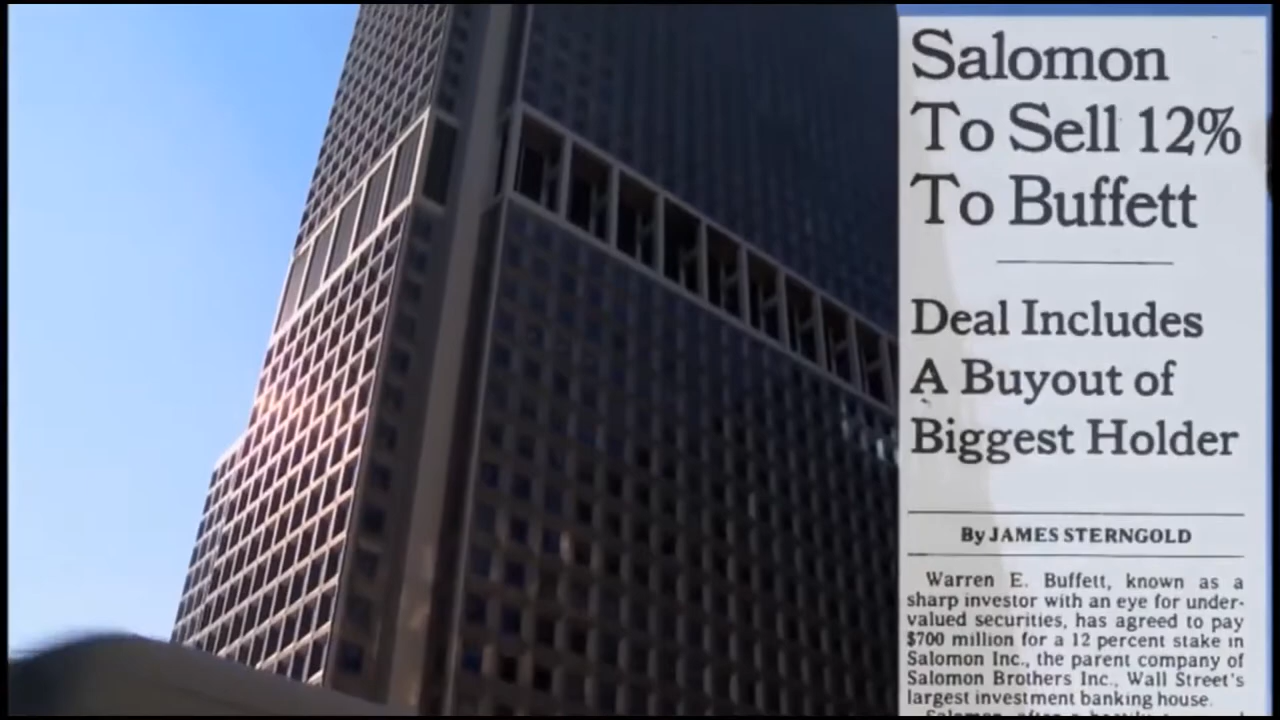 Salomon
To Sell 12%
To Buffett
Deal Includes
A Buyout of
Biggest Holder
By JAMES STERNGOLD
Warren E. Buffett, known as a
sharp investor with an eye for under-
valued securities, has agreed to pay
$700 million for a 12 percent stake in
Salomon Inc., the parent company of
Salomon Brothers Inc., Wall Street's
largest investment banking house.
Salomon, after a